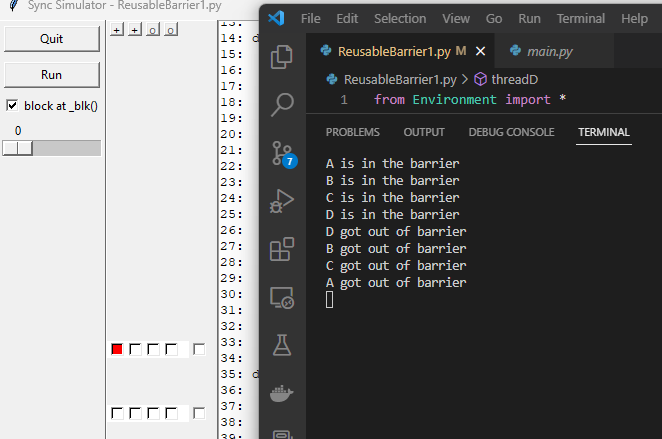 Sync Simulator - ReusableBarrier1.py
Quit
Run
block at _blk()
0
+ + o o
13:
14: d
15:
16:
17:
18:
19:
20:
21:
22:
23:
24:
25:
26:
27:
28:
29:
30:
31:
32:
33:
34:
35: d
36:
37:
38:
39:
File Edit Selection View Go Run Terminal Help
ReusableBarrier1.py M main.py
ReusableBarrier1.py > threadD
1 from Environment import *
PROBLEMS OUTPUT DEBUG CONSOLE TERMINAL
7
A is in the barrier
B is in the barrier
C is in the barrier
D is in the barrier
D got out of barrier
B got out of barrier
C got out of barrier
A got out of barrier